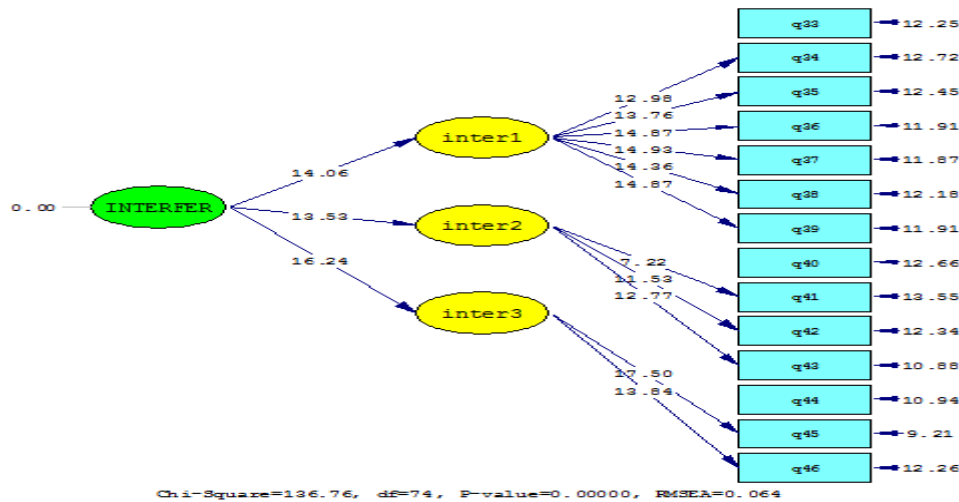 q33 12.25
q34 12.72
q35 12.45
12.98
13.76
q36 11.91
inter1
14.87
14.93
q37 11.87
14.36
14.06
14.87
q38 12.18
0.00 INTERFER
13.53
inter2
q39 11.91
16.24
7.22
q40 12.66
11.53
12.77
q41 13.55
inter3
q42 12.34
q43 10.88
17.50
13.84
q44 10.94
q45 9.21
q46 12.26
Chi-Square=136.76, df=74, P-value=0.00000, RMSEA=0.064